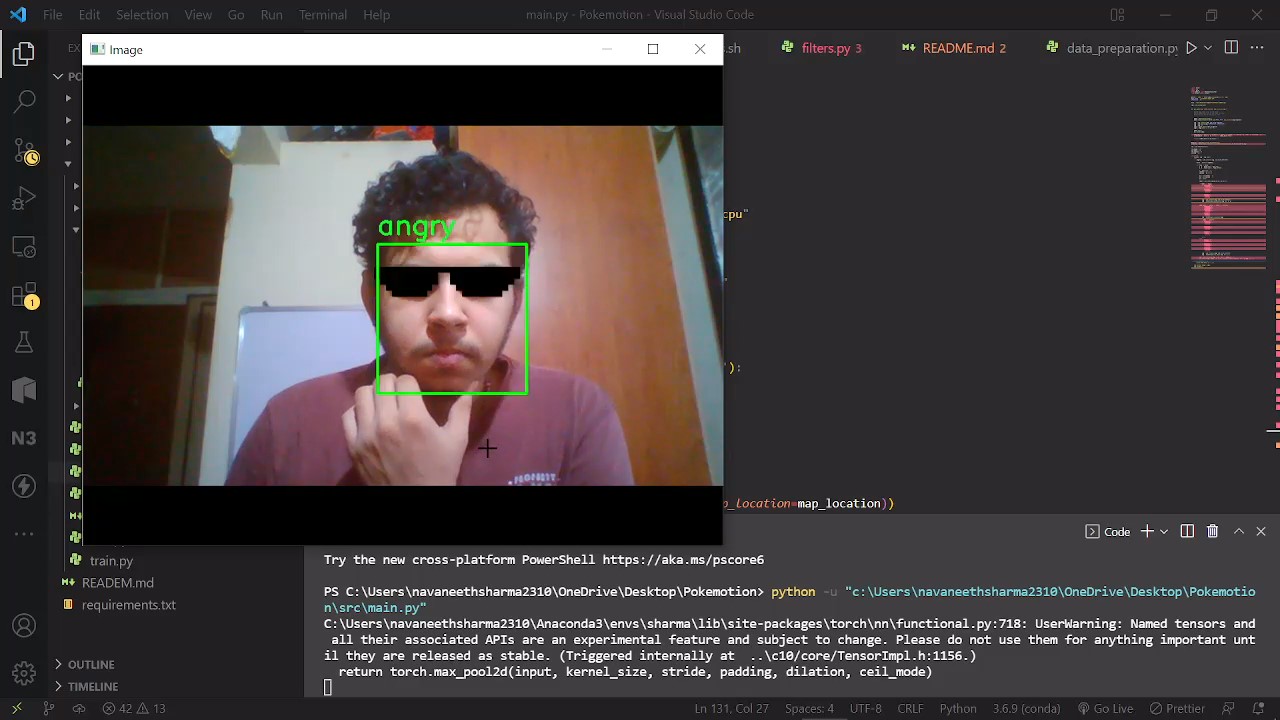 File Edit Selection View Go Run Terminal Help main.py - Pokemotion - Visual Studio Code
Image
EX
.sh filters.py 3 README.md 2 data_preparation.py
PO
cpu"
angry
'):
p_location=map_location))
train.py
READEM.md
requirements.txt
OUTLINE
TIMELINE
N3
1
Code
Try the new cross-platform PowerShell https://aka.ms/pscore6
PS C:\Users\navaneethsharma2310\OneDrive\Desktop\Pokemotion> python -u "c:\Users\navaneethsharma2310\OneDrive\Desktop\Pokemotio
n\src\main.py"
C:\Users\navaneethsharma2310\Anaconda3\envs\sharma\lib\site-packages\torch\nn\functional.py:718: UserWarning: Named tensors and
all their associated APIs are an experimental feature and subject to change. Please do not use them for anything important unt
il they are released as stable. (Triggered internally at  ..\c10/core/TensorImpl.h:1156.)
return torch.max_pool2d(input, kernel_size, stride, padding, dilation, ceil_mode)
42 13 Ln 131, Col 27 Spaces: 4 UTF-8 CRLF Python 3.6.9 (conda) Go Live Prettier